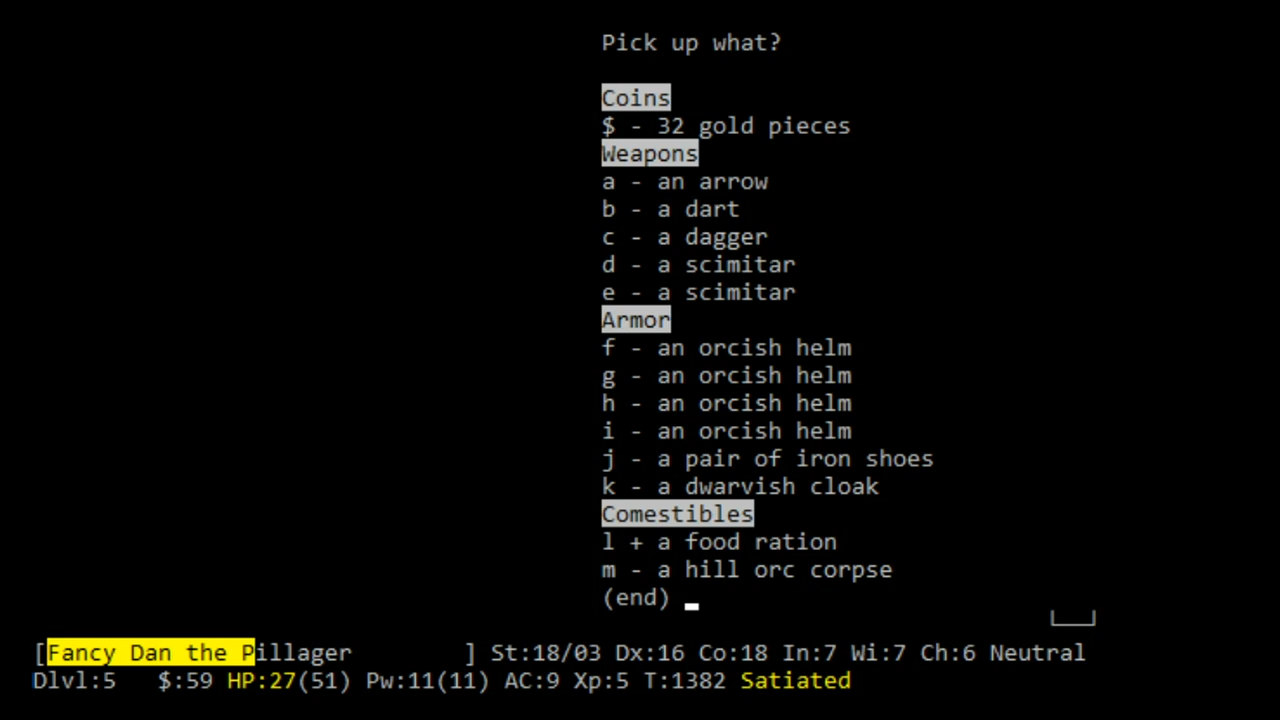 Pick up what?
Coins
$ - 32 gold pieces
Weapons
a - an arrow
b - a dart
c - a dagger
d - a scimitar
e - a scimitar
Armor
f - an orcish helm
g - an orcish helm
h - an orcish helm
i - an orcish helm
j - a pair of iron shoes
k - a dwarvish cloak
Comestibles
l + a food ration
m - a hill orc corpse
(end)
[Fancy Dan the Pillager ] St:18/03 Dx:16 Co:18 In:7 Wi:7 Ch:6 Neutral
Dlvl:5 $:59 HP:27(51) Pw:11(11) AC:9 Xp:5 T:1382 Satiated